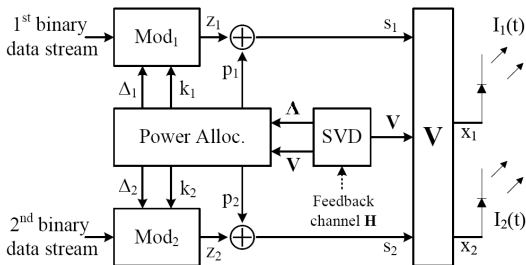 1st binary
data stream
Mod1
z1
s1
I1(t)
Δ1
k1
p1
Power Alloc.
Λ
V
SVD
V
V
x1
Feedback
channel H
Δ2
k2
p2
I2(t)
2nd binary
data stream
Mod2
z2
s2
x2